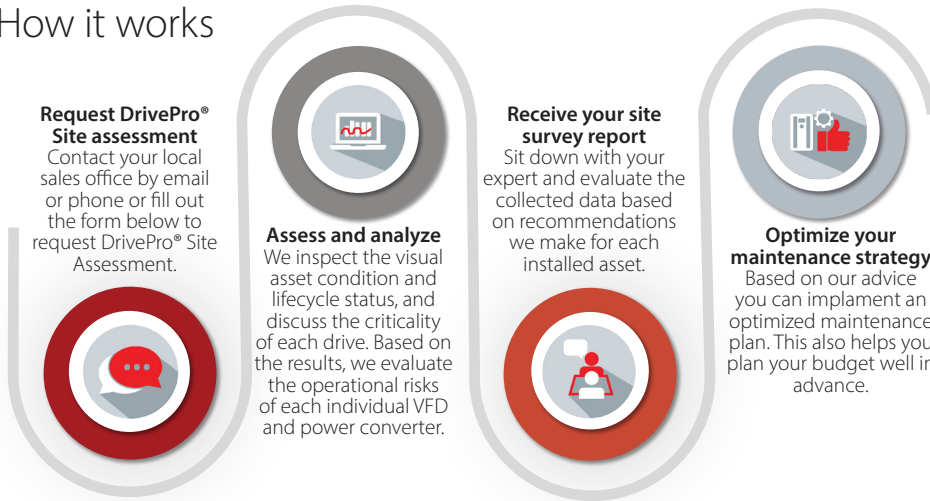 How it works
Request DrivePro®
Site assessment
Contact your local
sales office by email
or phone or fill out
the form below to
request DrivePro® Site
Assessment.
Assess and analyze
We inspect the visual
asset condition and
lifecycle status, and
discuss the criticality
of each drive. Based on
the results, we evaluate
the operational risks
of each individual VFD
and power converter.
Receive your site
survey report
Sit down with your
expert and evaluate the
collected data based
on recommendations
we make for each
installed asset.
Optimize your
maintenance strategy
Based on our advice
you can implament an
optimized maintenance
plan. This also helps you
plan your budget well in
advance.